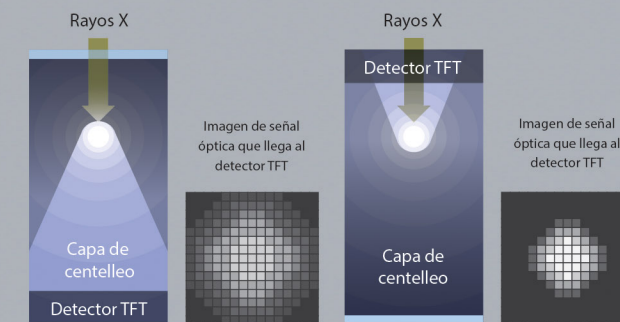 Rayos X
Capa de
centelleo
Detector TFT
Imagen de señal
óptica que llega al
detector TFT
Rayos X
Detector TFT
Capa de
centelleo
Imagen de señal
óptica que llega al
detector TFT